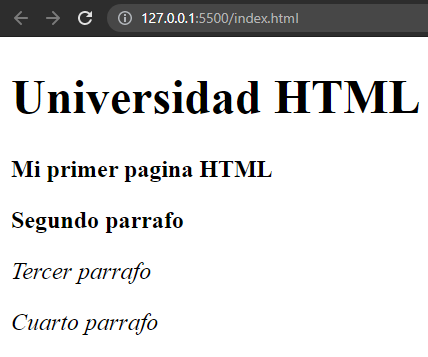 127.0.0.1:5500/index.html
Universidad HTML
Mi primer pagina HTML
Segundo parrafo
Tercer parrafo
Cuarto parrafo